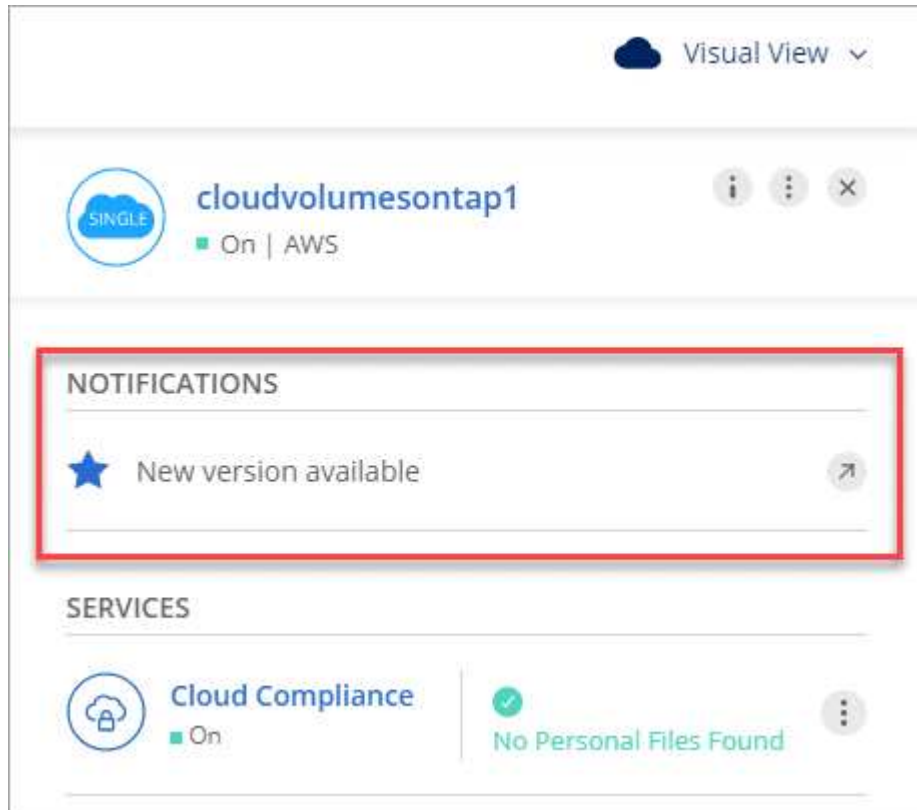 Visual View
SINGLE
cloudvolumesontap1
On | AWS
NOTIFICATIONS
New version available
SERVICES
Cloud Compliance
On
No Personal Files Found